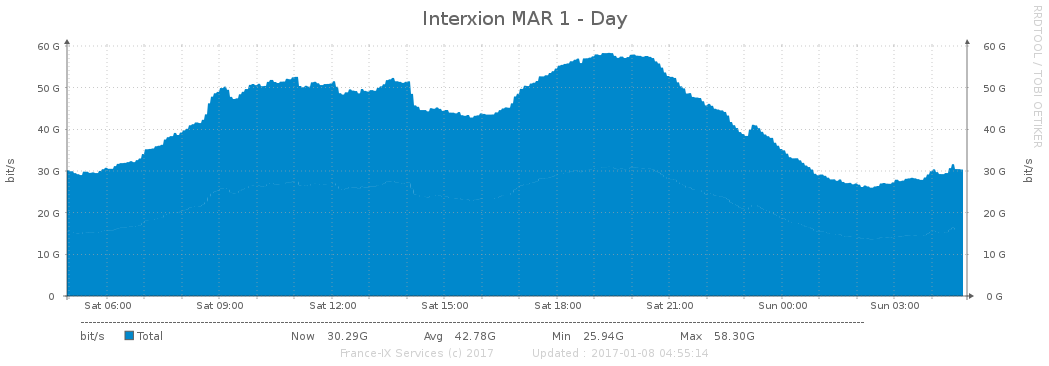 Interxion MAR 1 - Day
RRDTOOL / TOBI OETIKER
60 G 60 G
50 G 50 G
40 G 40 G
30 G 30 G
20 G 20 G
10 G 10 G
0 0 G
bit/s bit/s
Sat 06:00 Sat 09:00 Sat 12:00 Sat 15:00 Sat 18:00 Sat 21:00 Sun 00:00 Sun 03:00
bit/s Total Now 30.29G Avg 42.78G Min 25.94G Max 58.30G
France-IX Services (c) 2017 Updated : 2017-01-08 04:55:14